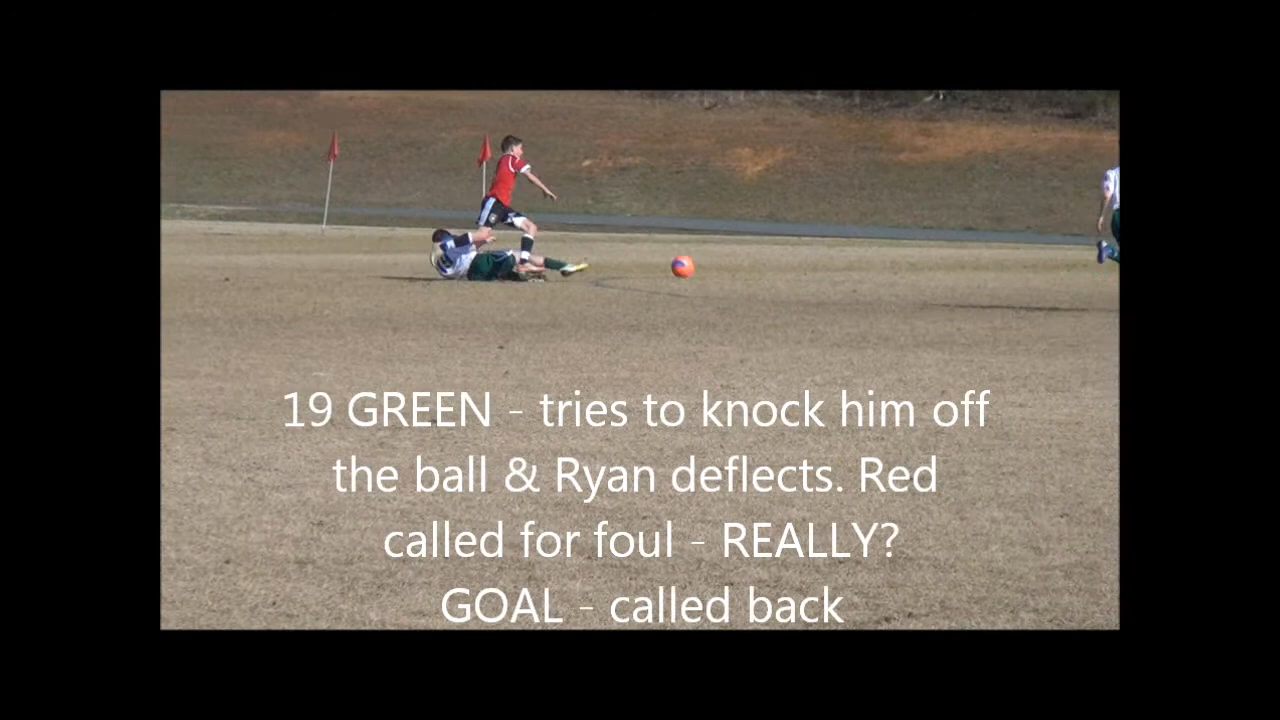 19 GREEN - tries to knock him off
the ball & Ryan deflects. Red
called for foul - REALLY?
GOAL - called back